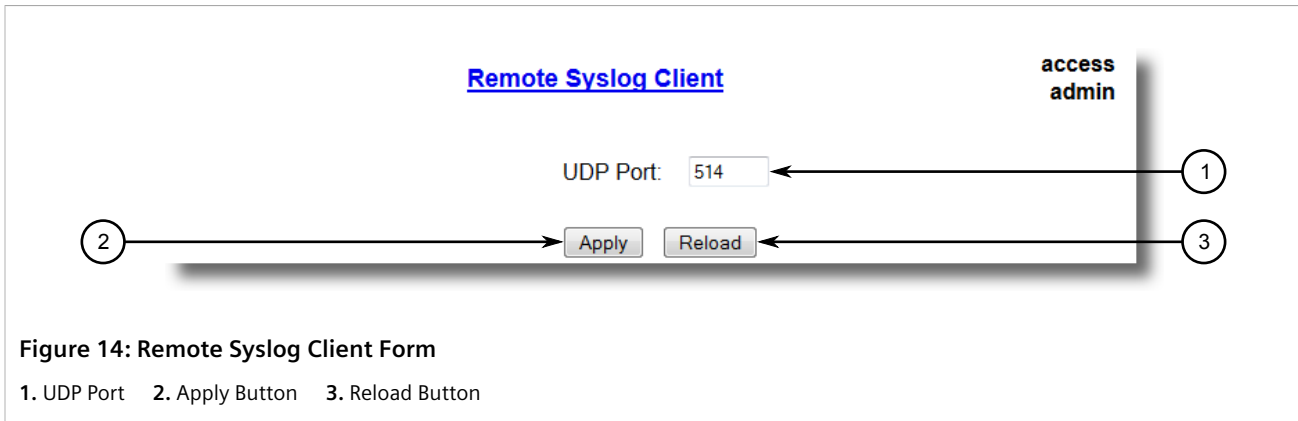 Remote Syslog Client
access
admin
UDP Port: 514
1
2
Apply Reload
3
Figure 14: Remote Syslog Client Form
1. UDP Port 2. Apply Button 3. Reload Button